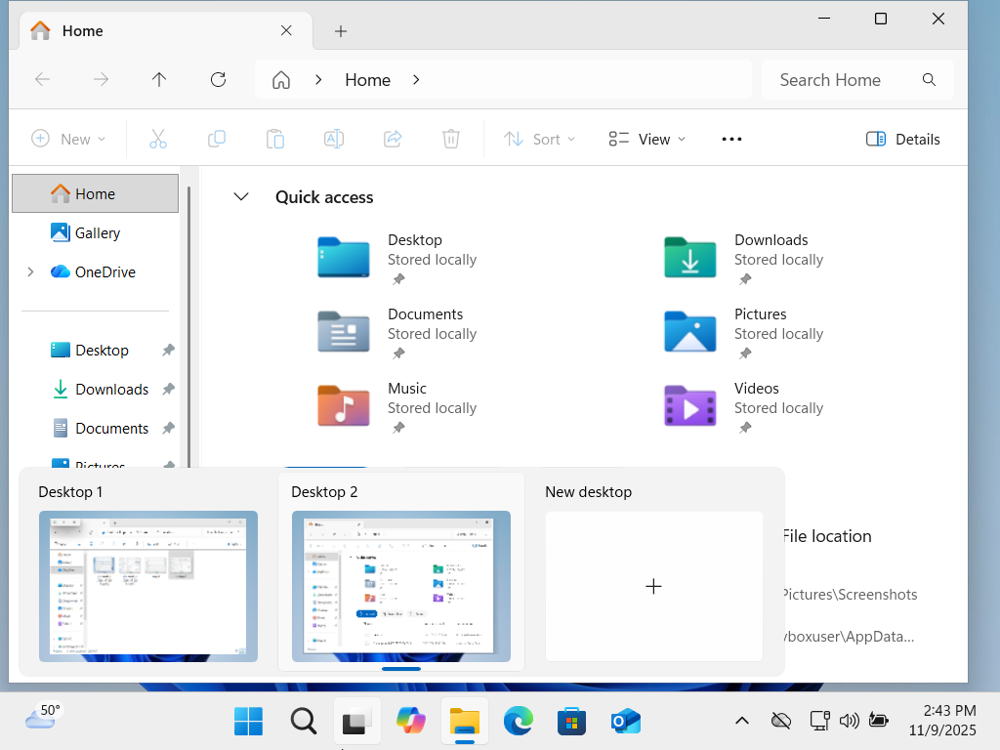 Home
Home
Search Home
New
Sort
View
Details
Home
Gallery
OneDrive
Desktop
Downloads
Documents
Pictures
Quick access
Desktop
Stored locally
Downloads
Stored locally
Documents
Stored locally
Pictures
Stored locally
Music
Stored locally
Videos
Stored locally
File location
Pictures\Screenshots
vboxuser\AppData...
Desktop 1
Desktop 2
New desktop
50°
2:43 PM
11/9/2025